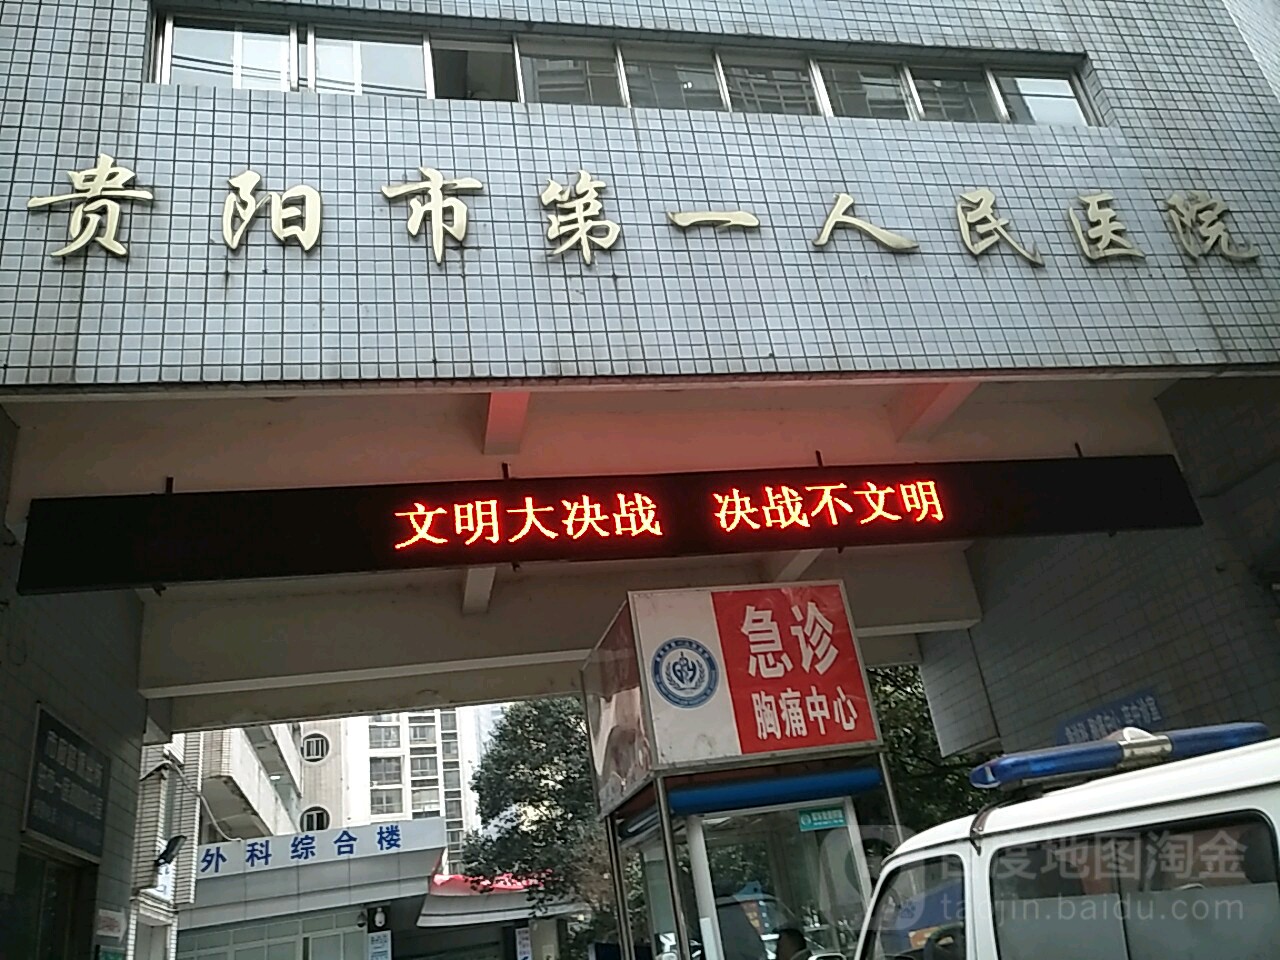 贵阳市第一人民医院
文明大决战 决战不文明
急诊
胸痛中心
外科综合楼
百度地图淘金
taojin.baidu.com